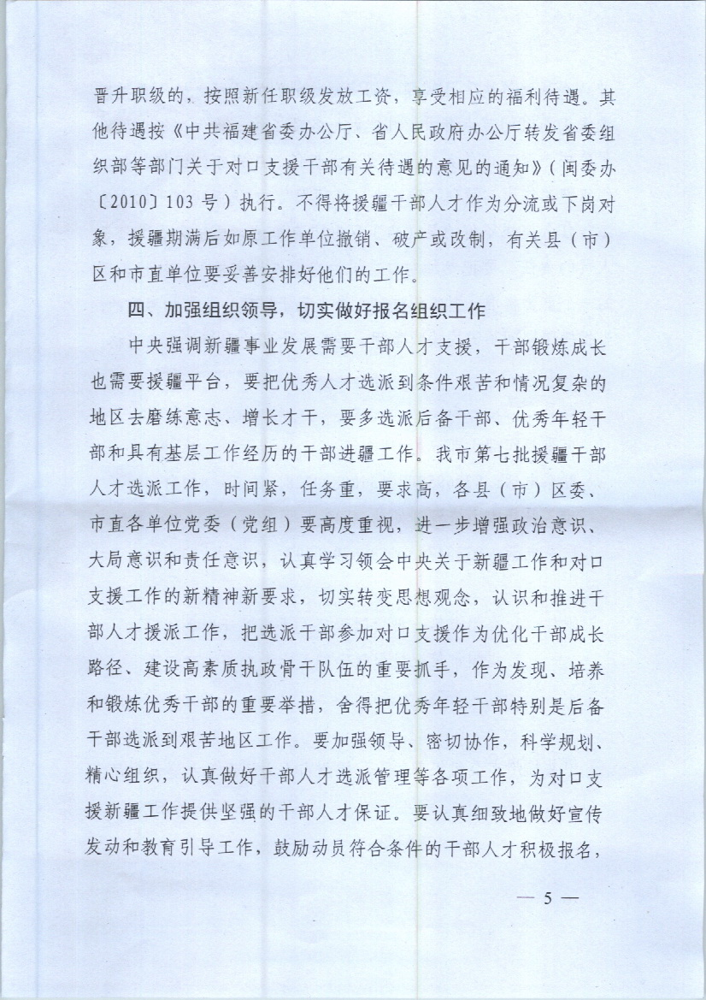 晋升职级的，按照新任职级发放工资，享受相应的福利待遇。其
他待遇按《中共福建省委办公厅、省人民政府办公厅转发省委组
织部等部门关于对口支援干部有关待遇的意见的通知》（闽委办
〔2010〕103 号）执行。不得将援疆干部人才作为分流或下岗对
象，援疆期满后如原工作单位撤销、破产或改制，有关县（市）
区和市直单位要妥善安排好他们的工作。
四、加强组织领导，切实做好报名组织工作
中央强调新疆事业发展需要干部人才支援，干部锻炼成长
也需要援疆平台，要把优秀人才选派到条件艰苦和情况复杂的
地区去磨练意志、增长才干，要多选派后备干部、优秀年轻干
部和具有基层工作经历的干部进疆工作。我市第七批援疆干部
人才选派工作，时间紧，任务重，要求高，各县（市）区委、
市直各单位党委（党组）要高度重视，进一步增强政治意识、
大局意识和责任意识，认真学习领会中央关于新疆工作和对口
支援工作的新精神新要求，切实转变思想观念，认识和推进干
部人才援派工作，把选派干部参加对口支援作为优化干部成长
路径、建设高素质执政骨干队伍的重要抓手，作为发现、培养
和锻炼优秀干部的重要举措，舍得把优秀年轻干部特别是后备
干部选派到艰苦地区工作。要加强领导、密切协作，科学规划、
精心组织，认真做好干部人才选派管理等各项工作，为对口支
援新疆工作提供坚强的干部人才保证。要认真细致地做好宣传
发动和教育引导工作，鼓励动员符合条件的干部人才积极报名，
— 5 —